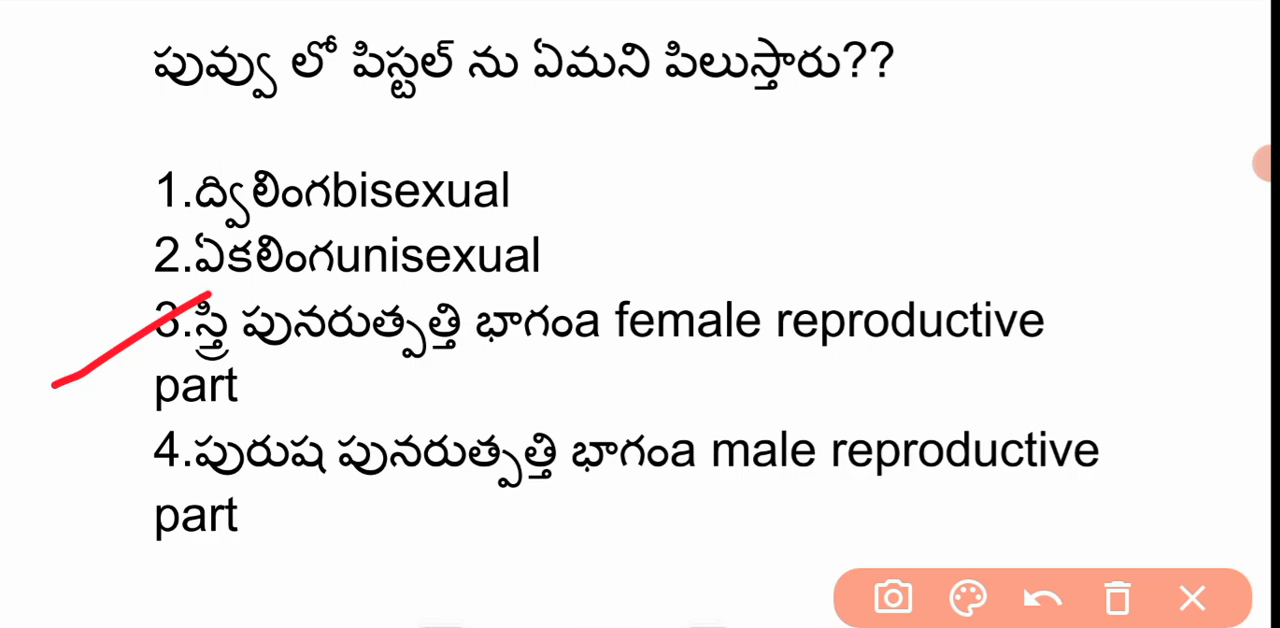 పువ్వు లో పిస్టల్ ను ఏమని పిలుస్తారు??
1.ద్విలింగbisexual
2.ఏకలింగunisexual
3.స్త్రి పునరుత్పత్తి భాగంa female reproductive
part
4.పురుష పునరుత్పత్తి భాగంa male reproductive
part